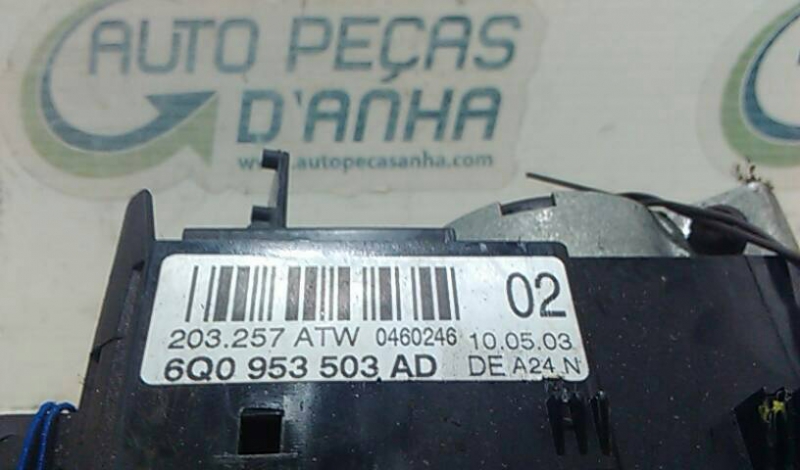 AUTO PEÇAS
D'ANHA
www.autopecasanha.com
02
203.257 ATW 0460246 10.05.03
6Q0 953 503 AD DE A24 N